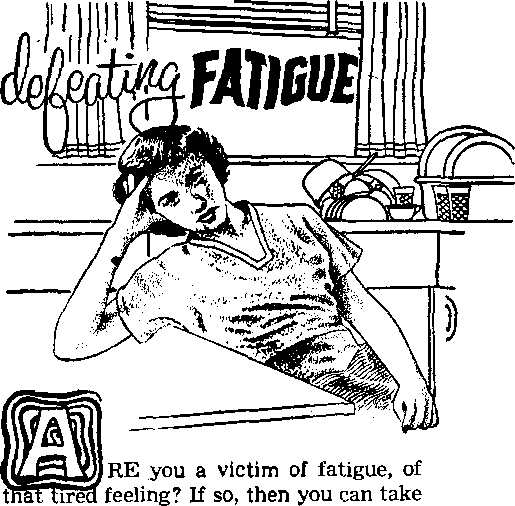 defeating FATIGUE
ARE you a victim of fatigue, of
that tired feeling? If so, then you can take